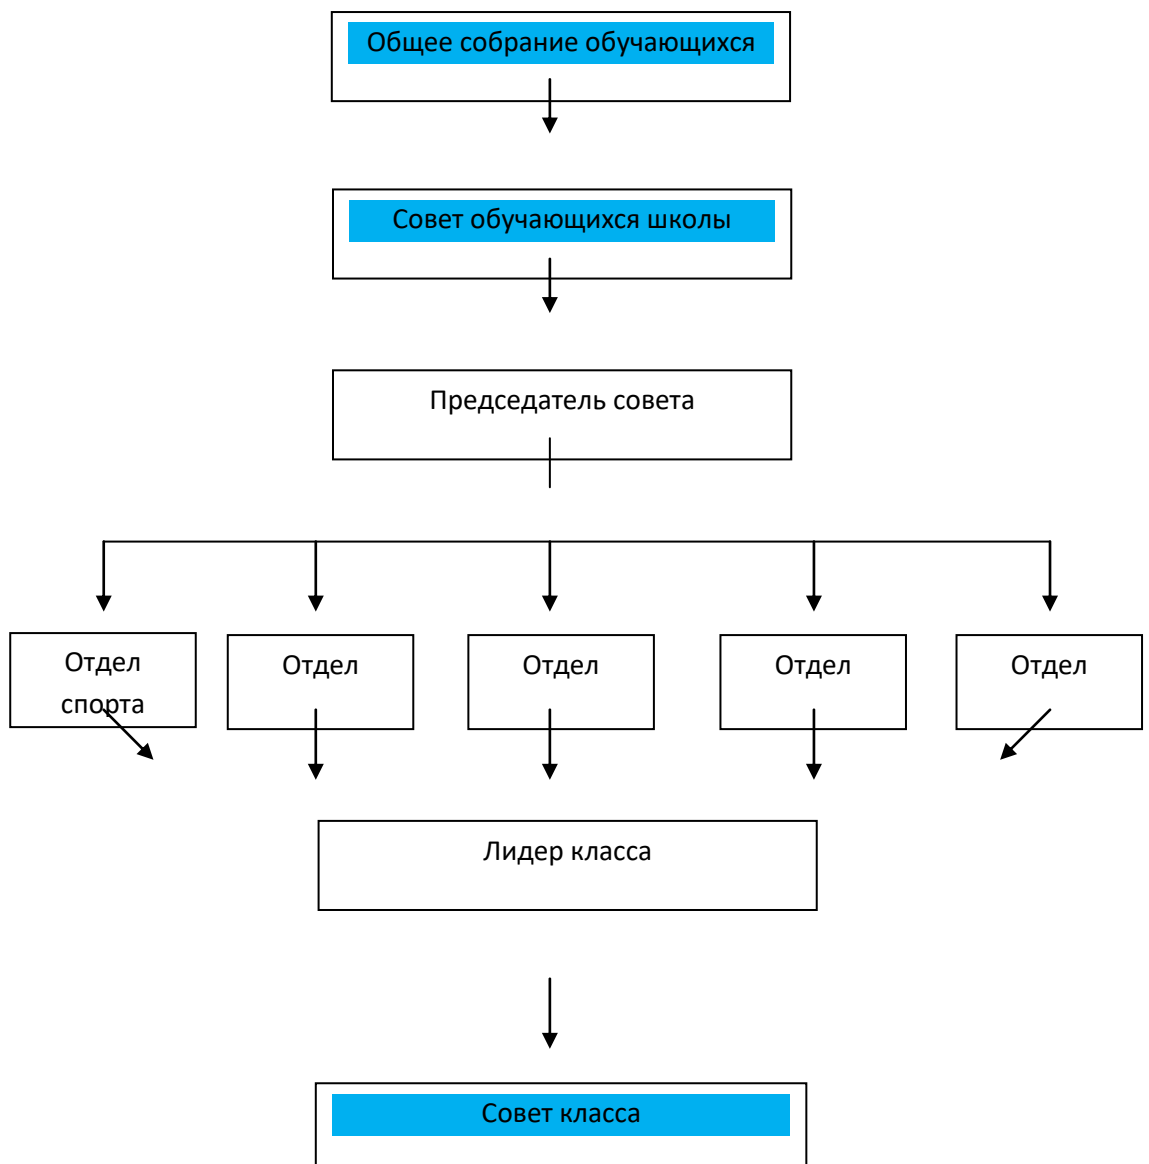 Общее собрание обучающихся
Совет обучающихся школы
Председатель совета
Отдел
спорта
Отдел
Отдел
Отдел
Отдел
Лидер класса
Совет класса